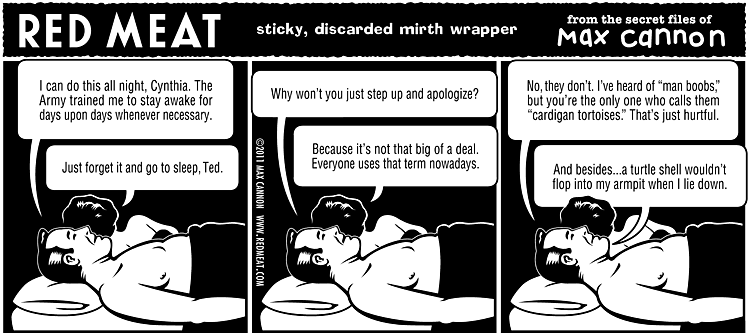 RED MEAT
sticky, discarded mirth wrapper
from the secret files of
Max cannon
I can do this all night, Cynthia. The
Army trained me to stay awake for
days upon days whenever necessary.
Just forget it and go to sleep, Ted.
©2011 MAX CANNON WWW.REDMEAT.COM
Why won't you just step up and apologize?
Because it's not that big of a deal.
Everyone uses that term nowadays.
No, they don't. I've heard of “man boobs,”
but you're the only one who calls them
“cardigan tortoises.” That's just hurtful.
And besides...a turtle shell wouldn't
flop into my armpit when I lie down.